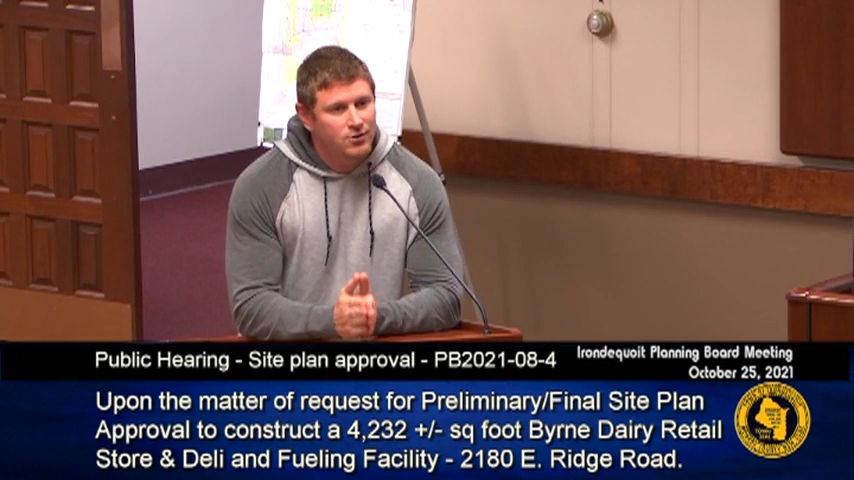 Public Hearing - Site plan approval - PB2021-08-4
Irondequoit Planning Board Meeting
October 25, 2021
Upon the matter of request for Preliminary/Final Site Plan
Approval to construct a 4,232 +/- sq foot Byrne Dairy Retail
Store & Deli and Fueling Facility - 2180 E. Ridge Road.